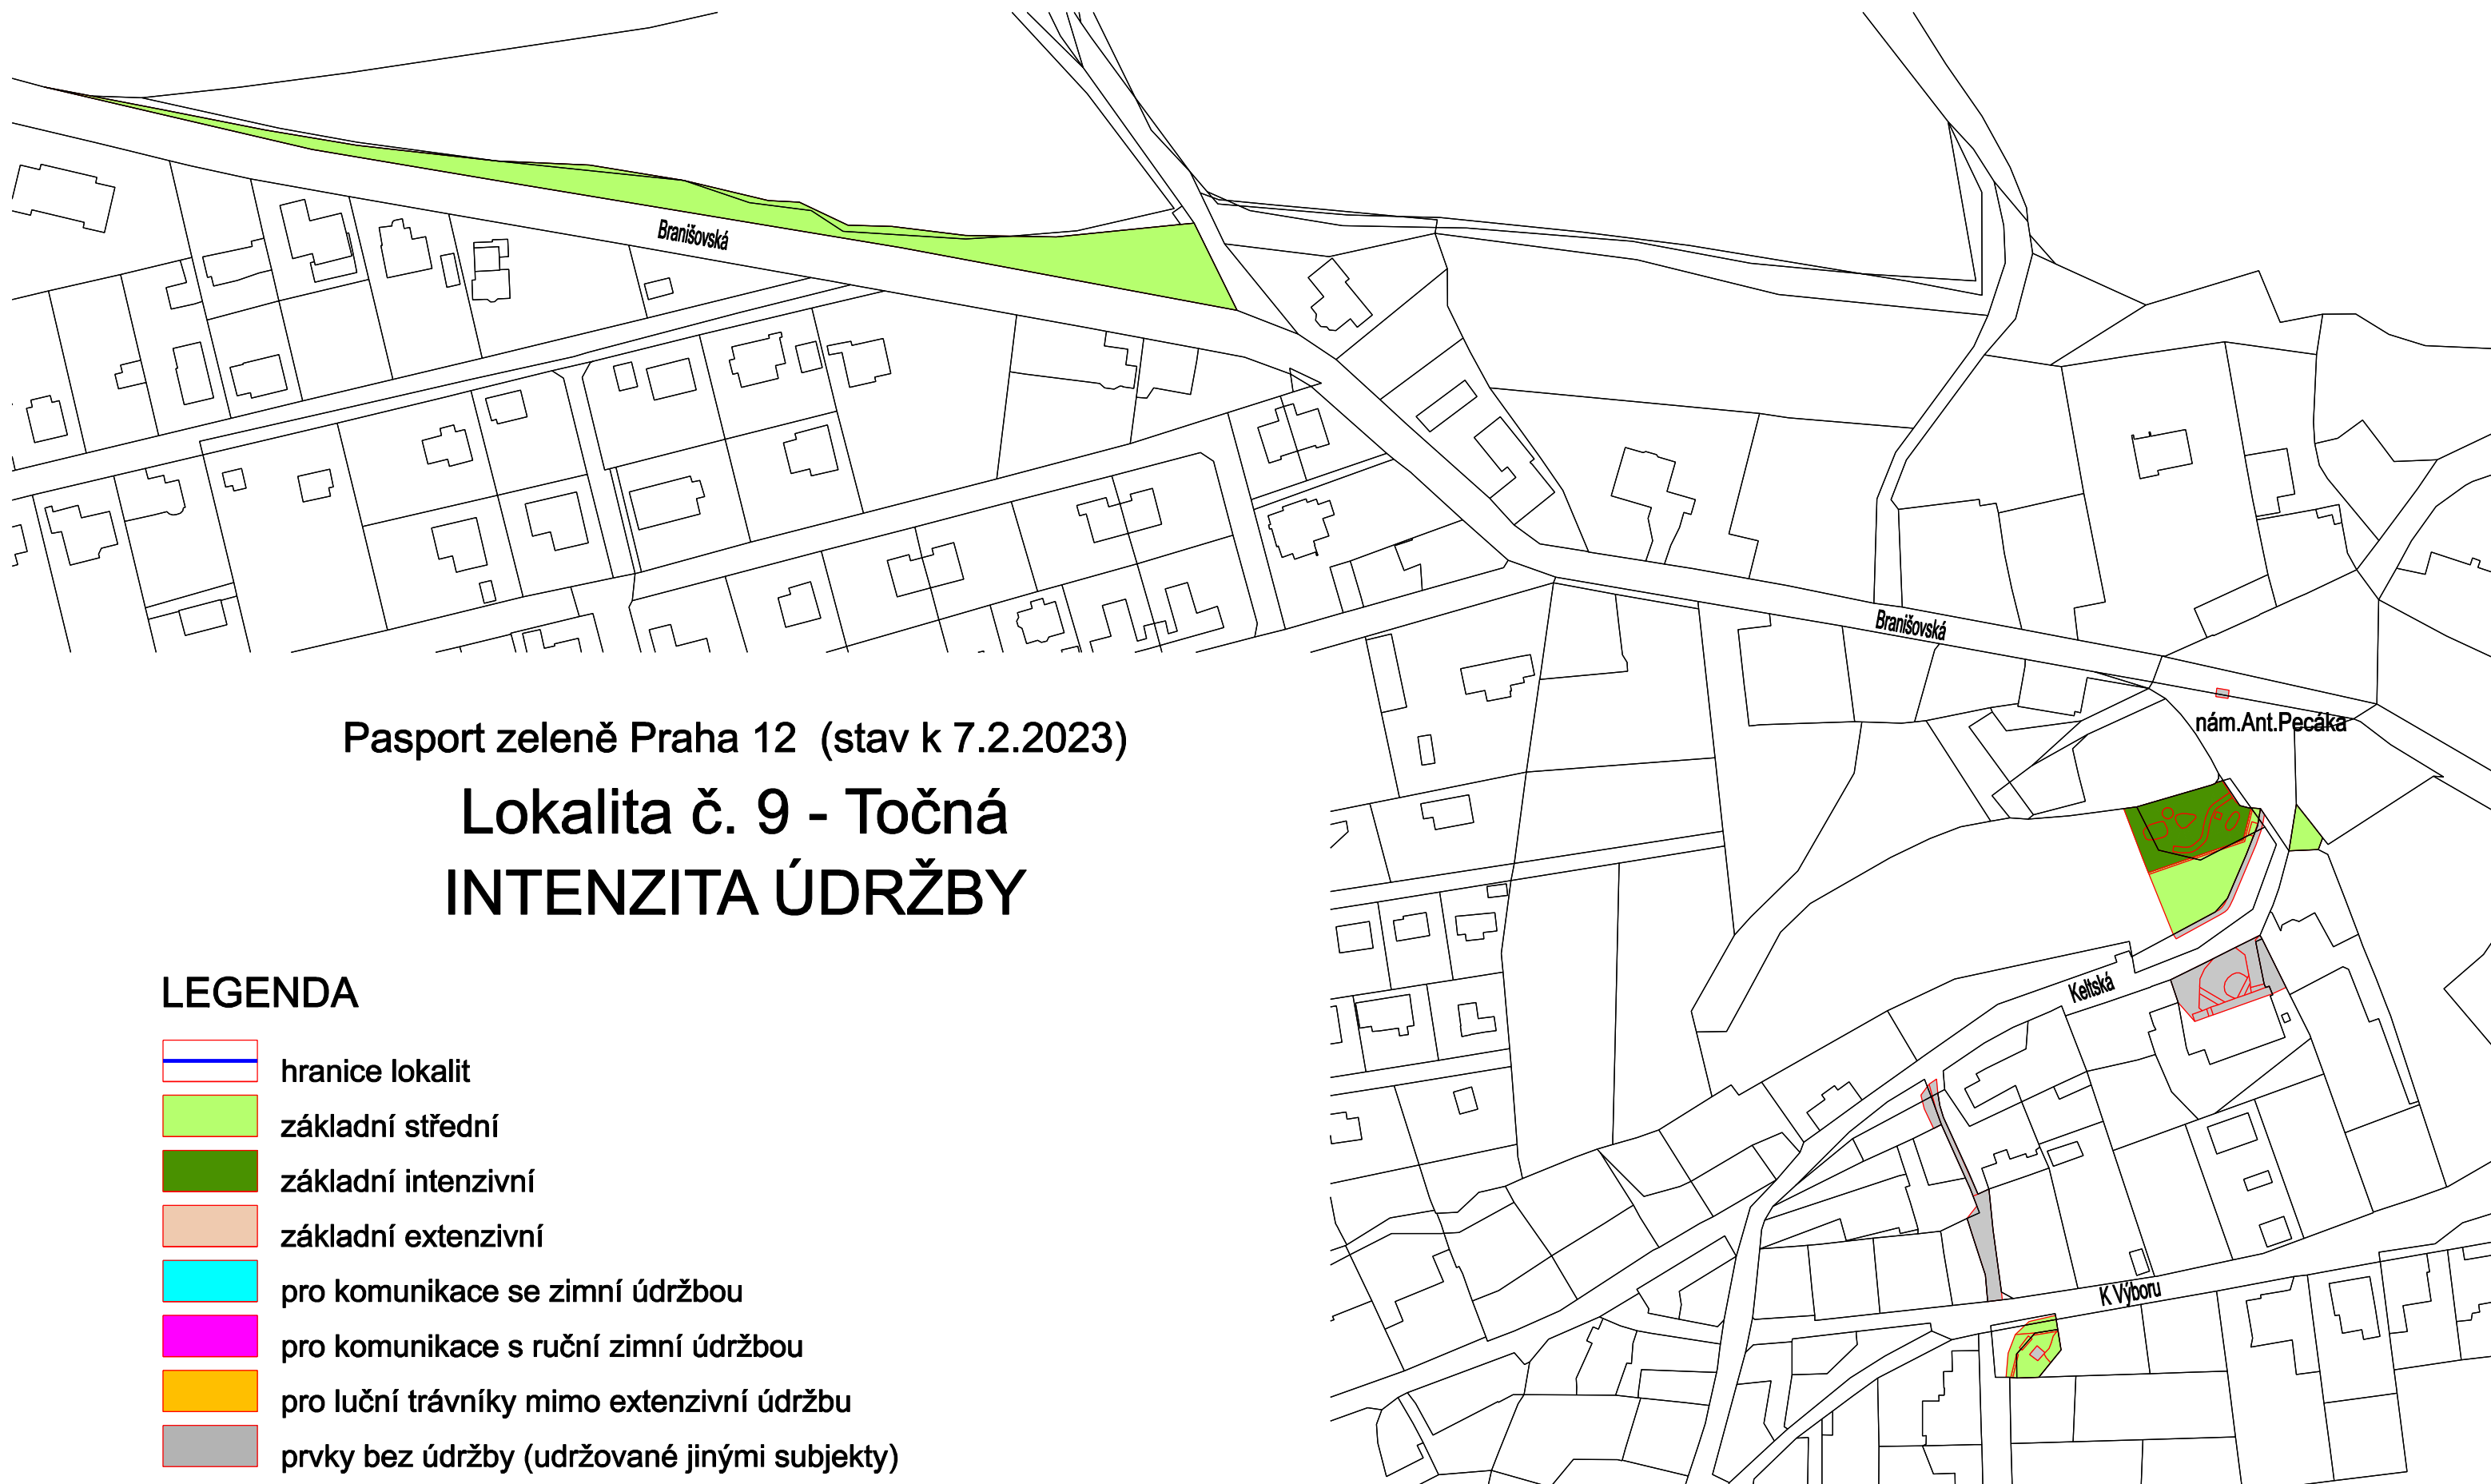 Branišovská
Branišovská
nám.Ant.Pecáka
Pasport zeleně Praha 12 (stav k 7.2.2023)
Lokalita č. 9 - Točná
INTENZITA ÚDRŽBY
Keltská
K Výboru
LEGENDA
hranice lokalit
základní střední
základní intenzivní
základní extenzivní
pro komunikace se zimní údržbou
pro komunikace s ruční zimní údržbou
pro luční trávníky mimo extenzivní údržbu
prvky bez údržby (udržované jinými subjekty)